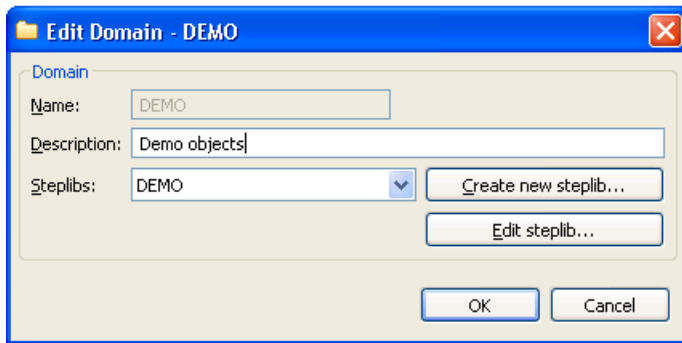 Edit Domain - DEMO
Domain
Name: DEMO
Description: Demo objects
Steplibs: DEMO Create new steplib...
Edit steplib...
OK Cancel